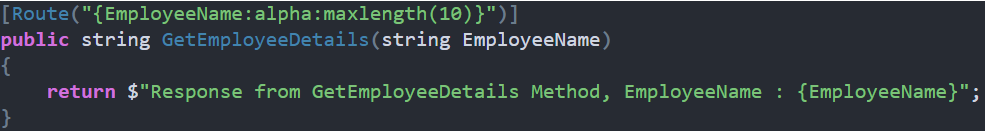 [Route("{EmployeeName:alpha:maxlength(10)}")]
public string GetEmployeeDetails(string EmployeeName)
{
    return $"Response from GetEmployeeDetails Method, EmployeeName : {EmployeeName}";
}